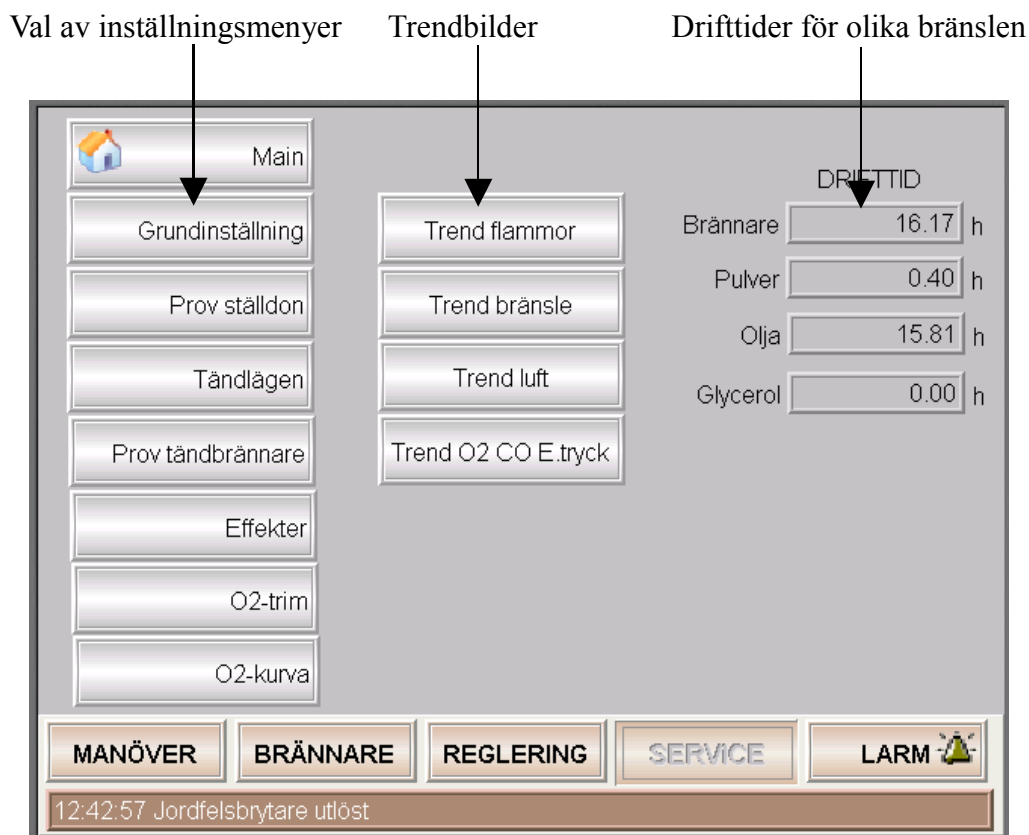 Val av inställningsmenyer Trendbilder Drifttider för olika bränslen
Main
Grundinställning
Prov ställdon
Tändlägen
Prov tändbrännare
Effekter
O2-trim
O2-kurva
Trend flammor
Trend bränsle
Trend luft
Trend O2 CO E.tryck
DRIFTTID
Brännare 16.17 h
Pulver 0.40 h
Olja 15.81 h
Glycerol 0.00 h
MANÖVER BRÄNNARE REGLERING SERVICE LARM
12:42:57 Jordfelsbrytare utlöst